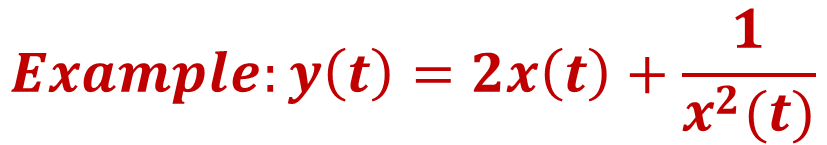 Example: y(t) = 2x(t) + 1/x²(t)